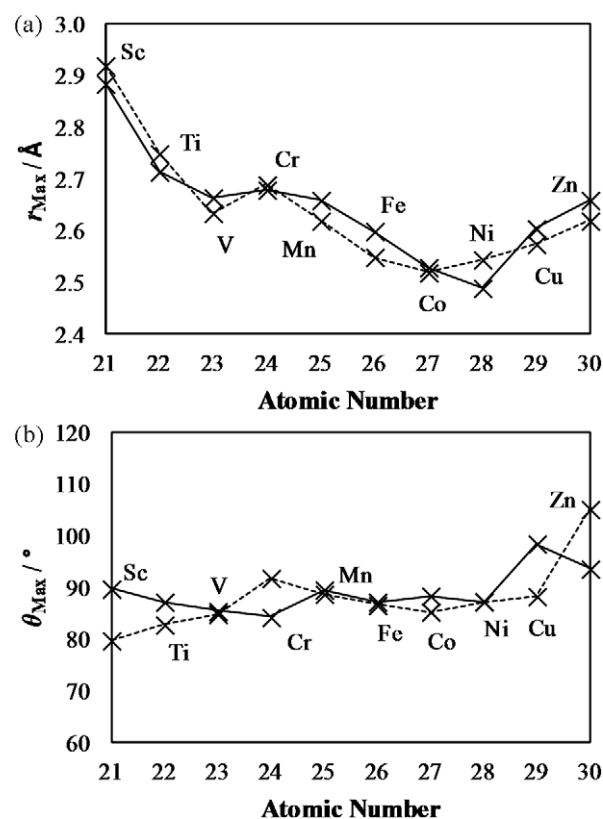 (a)
3.0
2.9
2.8
2.7
2.6
2.5
2.4
r Max / Å
Sc
Ti
V
Cr
Mn
Fe
Co
Ni
Cu
Zn
21 22 23 24 25 26 27 28 29 30
Atomic Number
(b)
120
110
100
90
80
70
60
θ Max / °
Sc
Ti
V
Cr
Mn
Fe
Co
Ni
Cu
Zn
21 22 23 24 25 26 27 28 29 30
Atomic Number